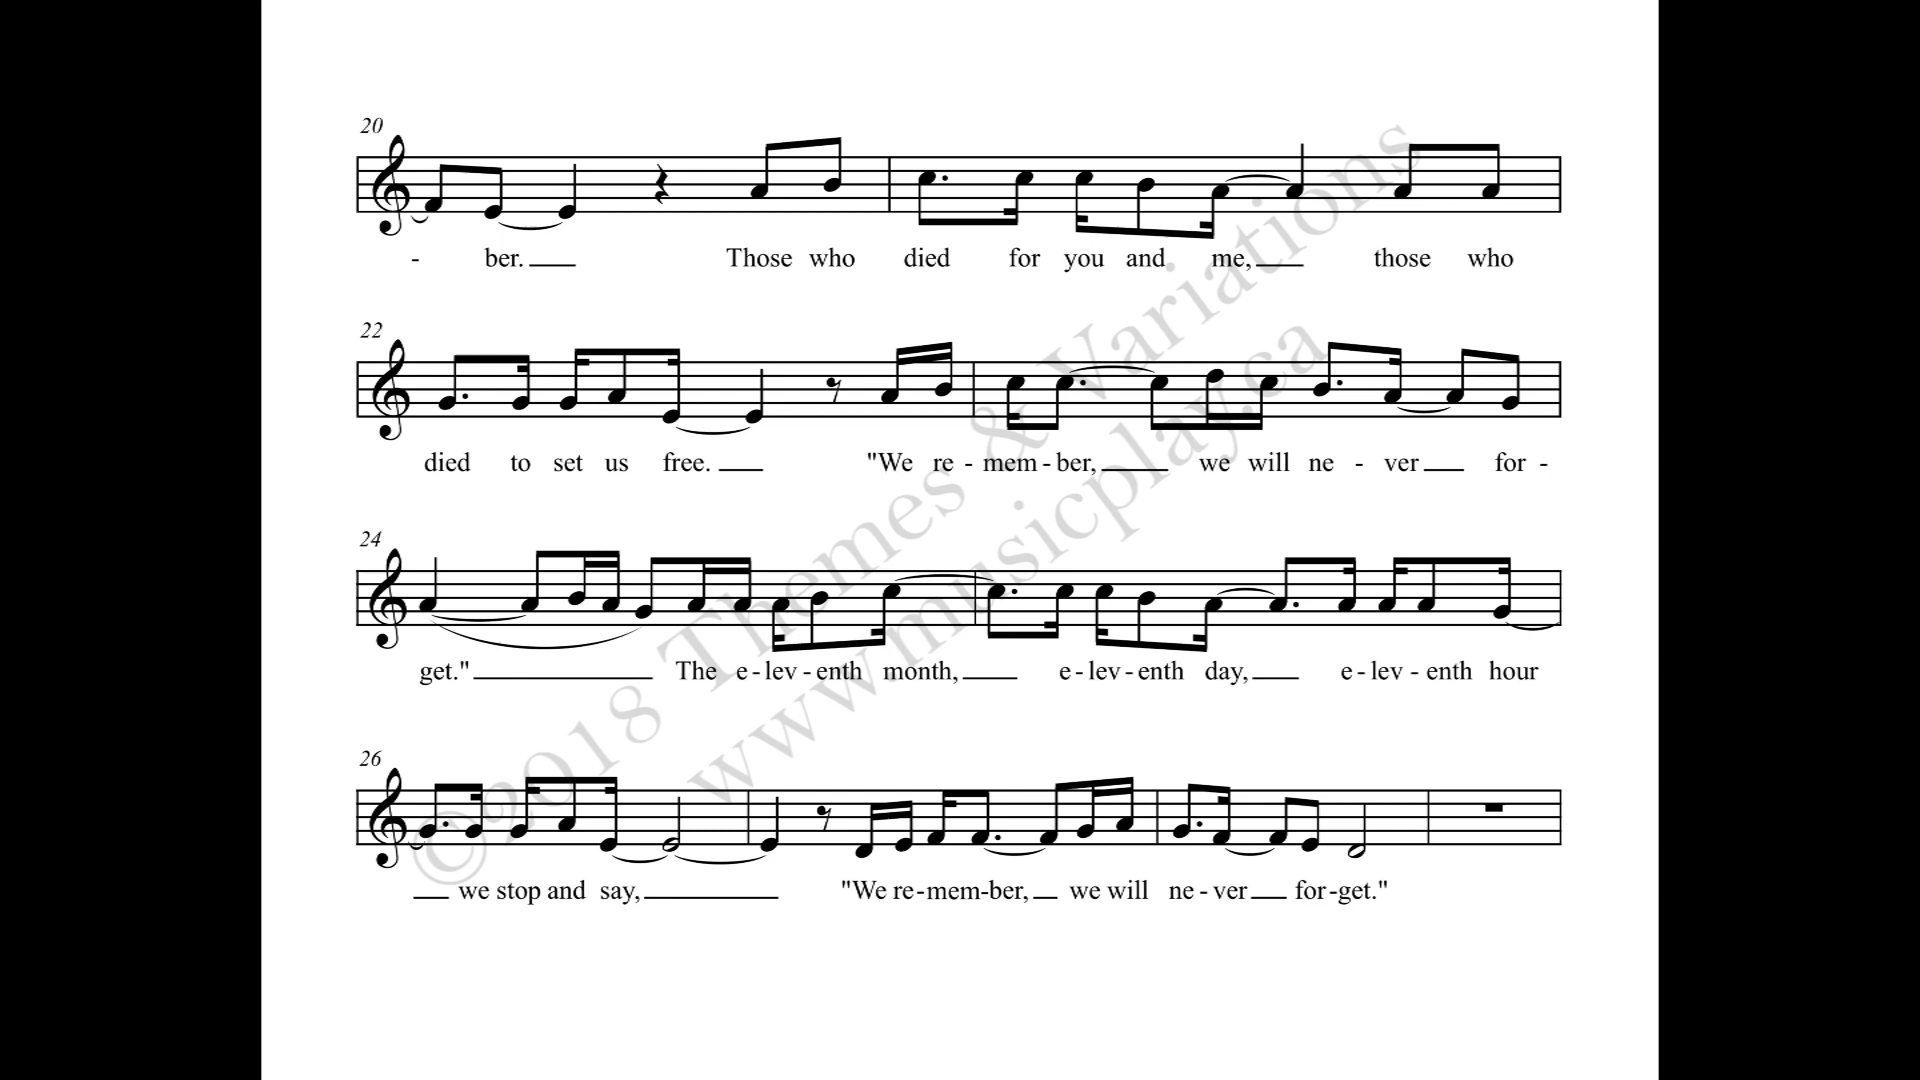 20
- ber. Those who died for you and me, those who
22
died to set us free. "We re - mem - ber, we will ne - ver for -
24
get." The e - lev - enth month, e - lev - enth day, e - lev - enth hour
26
we stop and say, "We re - mem - ber, we will ne - ver for - get."
©2018 Themes & Variations
www.musicplay.ca